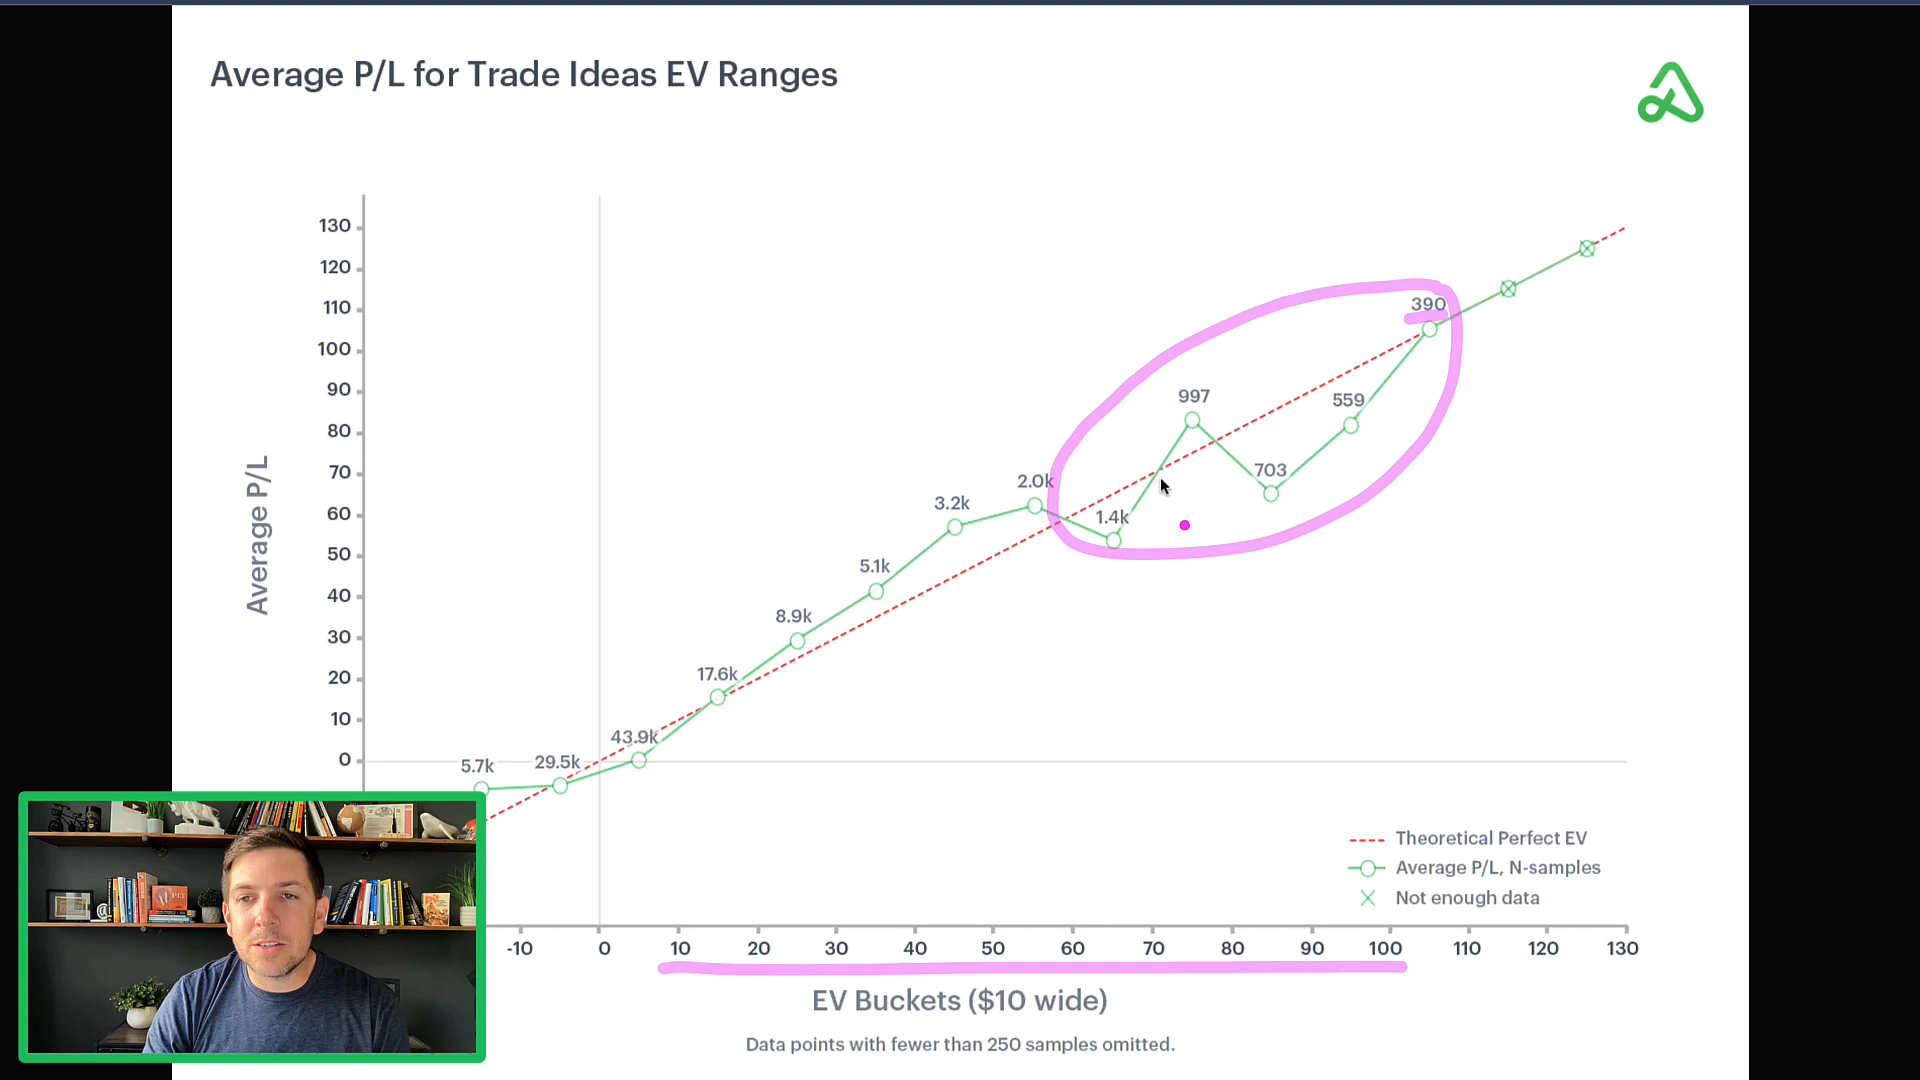 Average P/L for Trade Ideas EV Ranges
130
120
110
100
90
80
70
60
50
40
30
20
10
0
Average P/L
5.7k
29.5k
43.9k
17.6k
8.9k
5.1k
3.2k
2.0k
1.4k
997
703
559
390
Theoretical Perfect EV
Average P/L, N-samples
Not enough data
-10 0 10 20 30 40 50 60 70 80 90 100 110 120 130
EV Buckets ($10 wide)
Data points with fewer than 250 samples omitted.